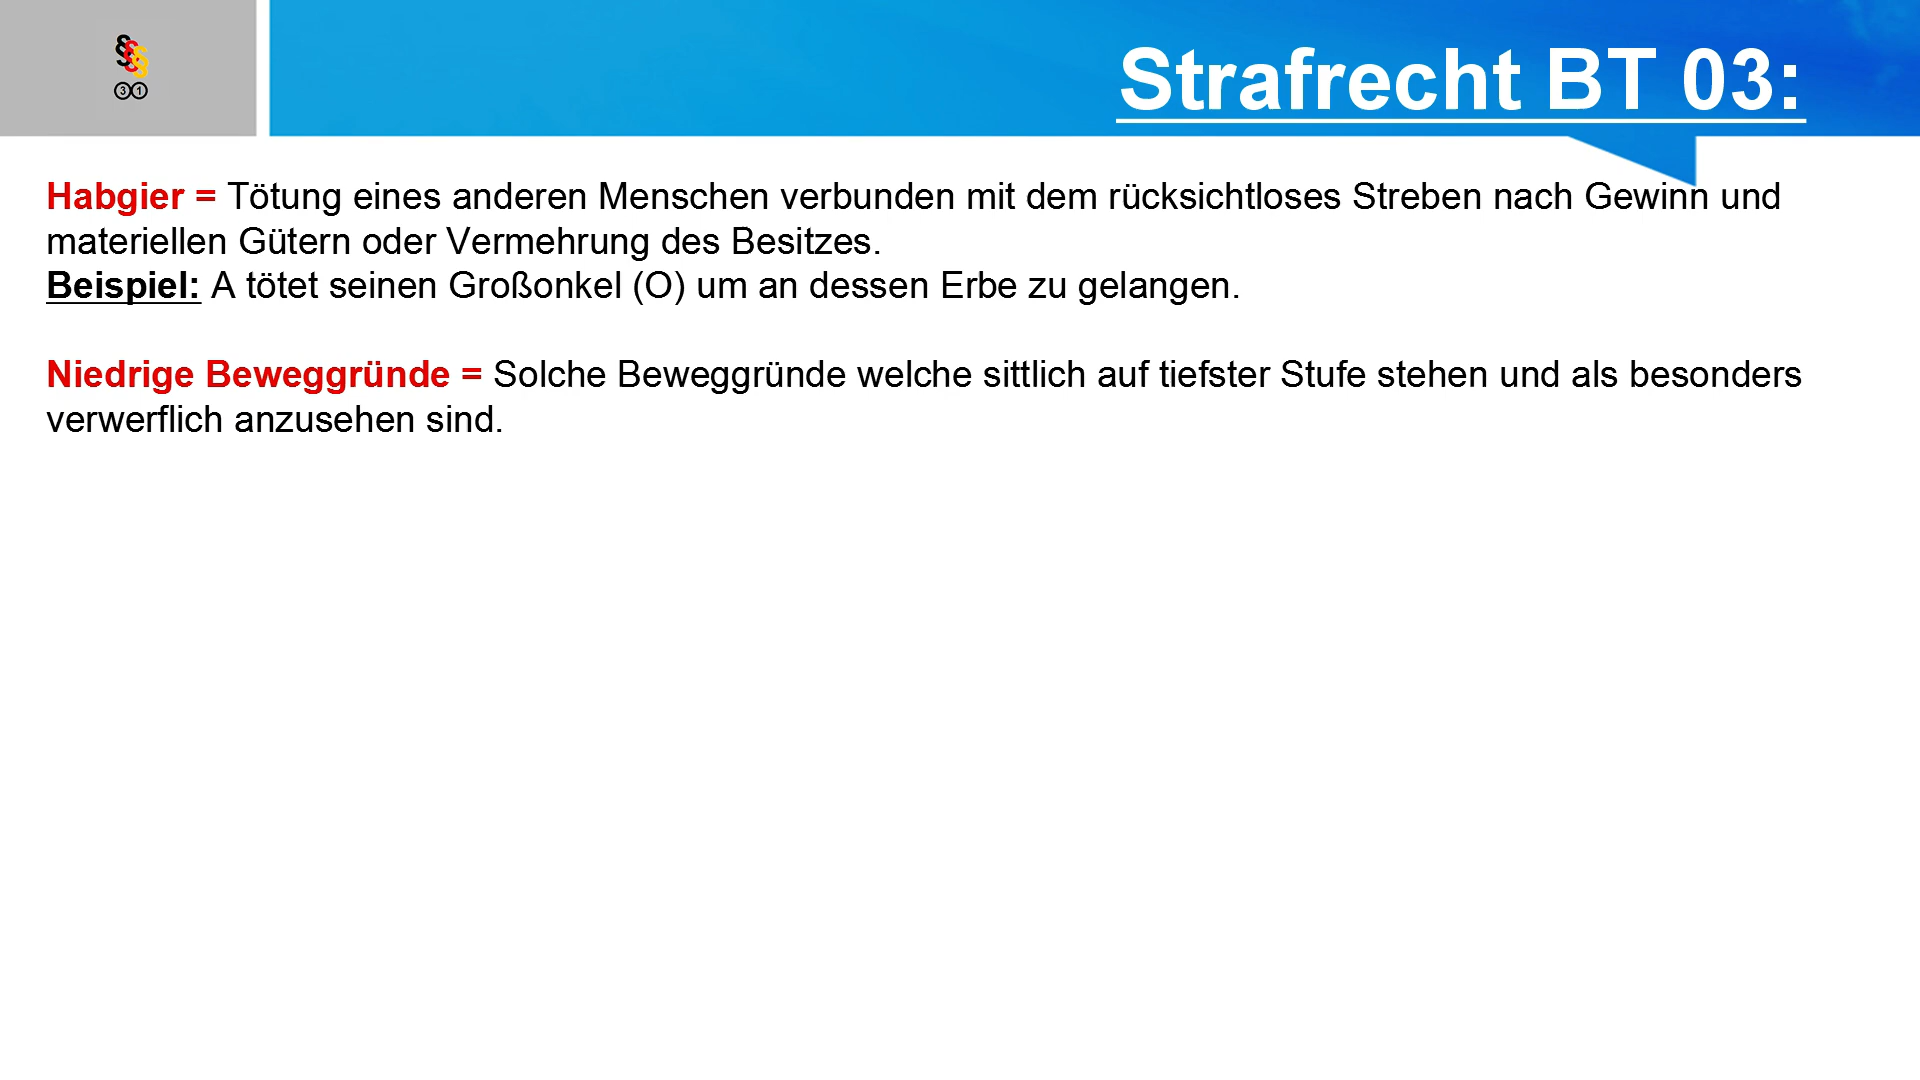 §§§
31
Strafrecht BT 03:
Habgier = Tötung eines anderen Menschen verbunden mit dem rücksichtloses Streben nach Gewinn und
materiellen Gütern oder Vermehrung des Besitzes.
Beispiel: A tötet seinen Großonkel (O) um an dessen Erbe zu gelangen.
Niedrige Beweggründe = Solche Beweggründe welche sittlich auf tiefster Stufe stehen und als besonders
verwerflich anzusehen sind.